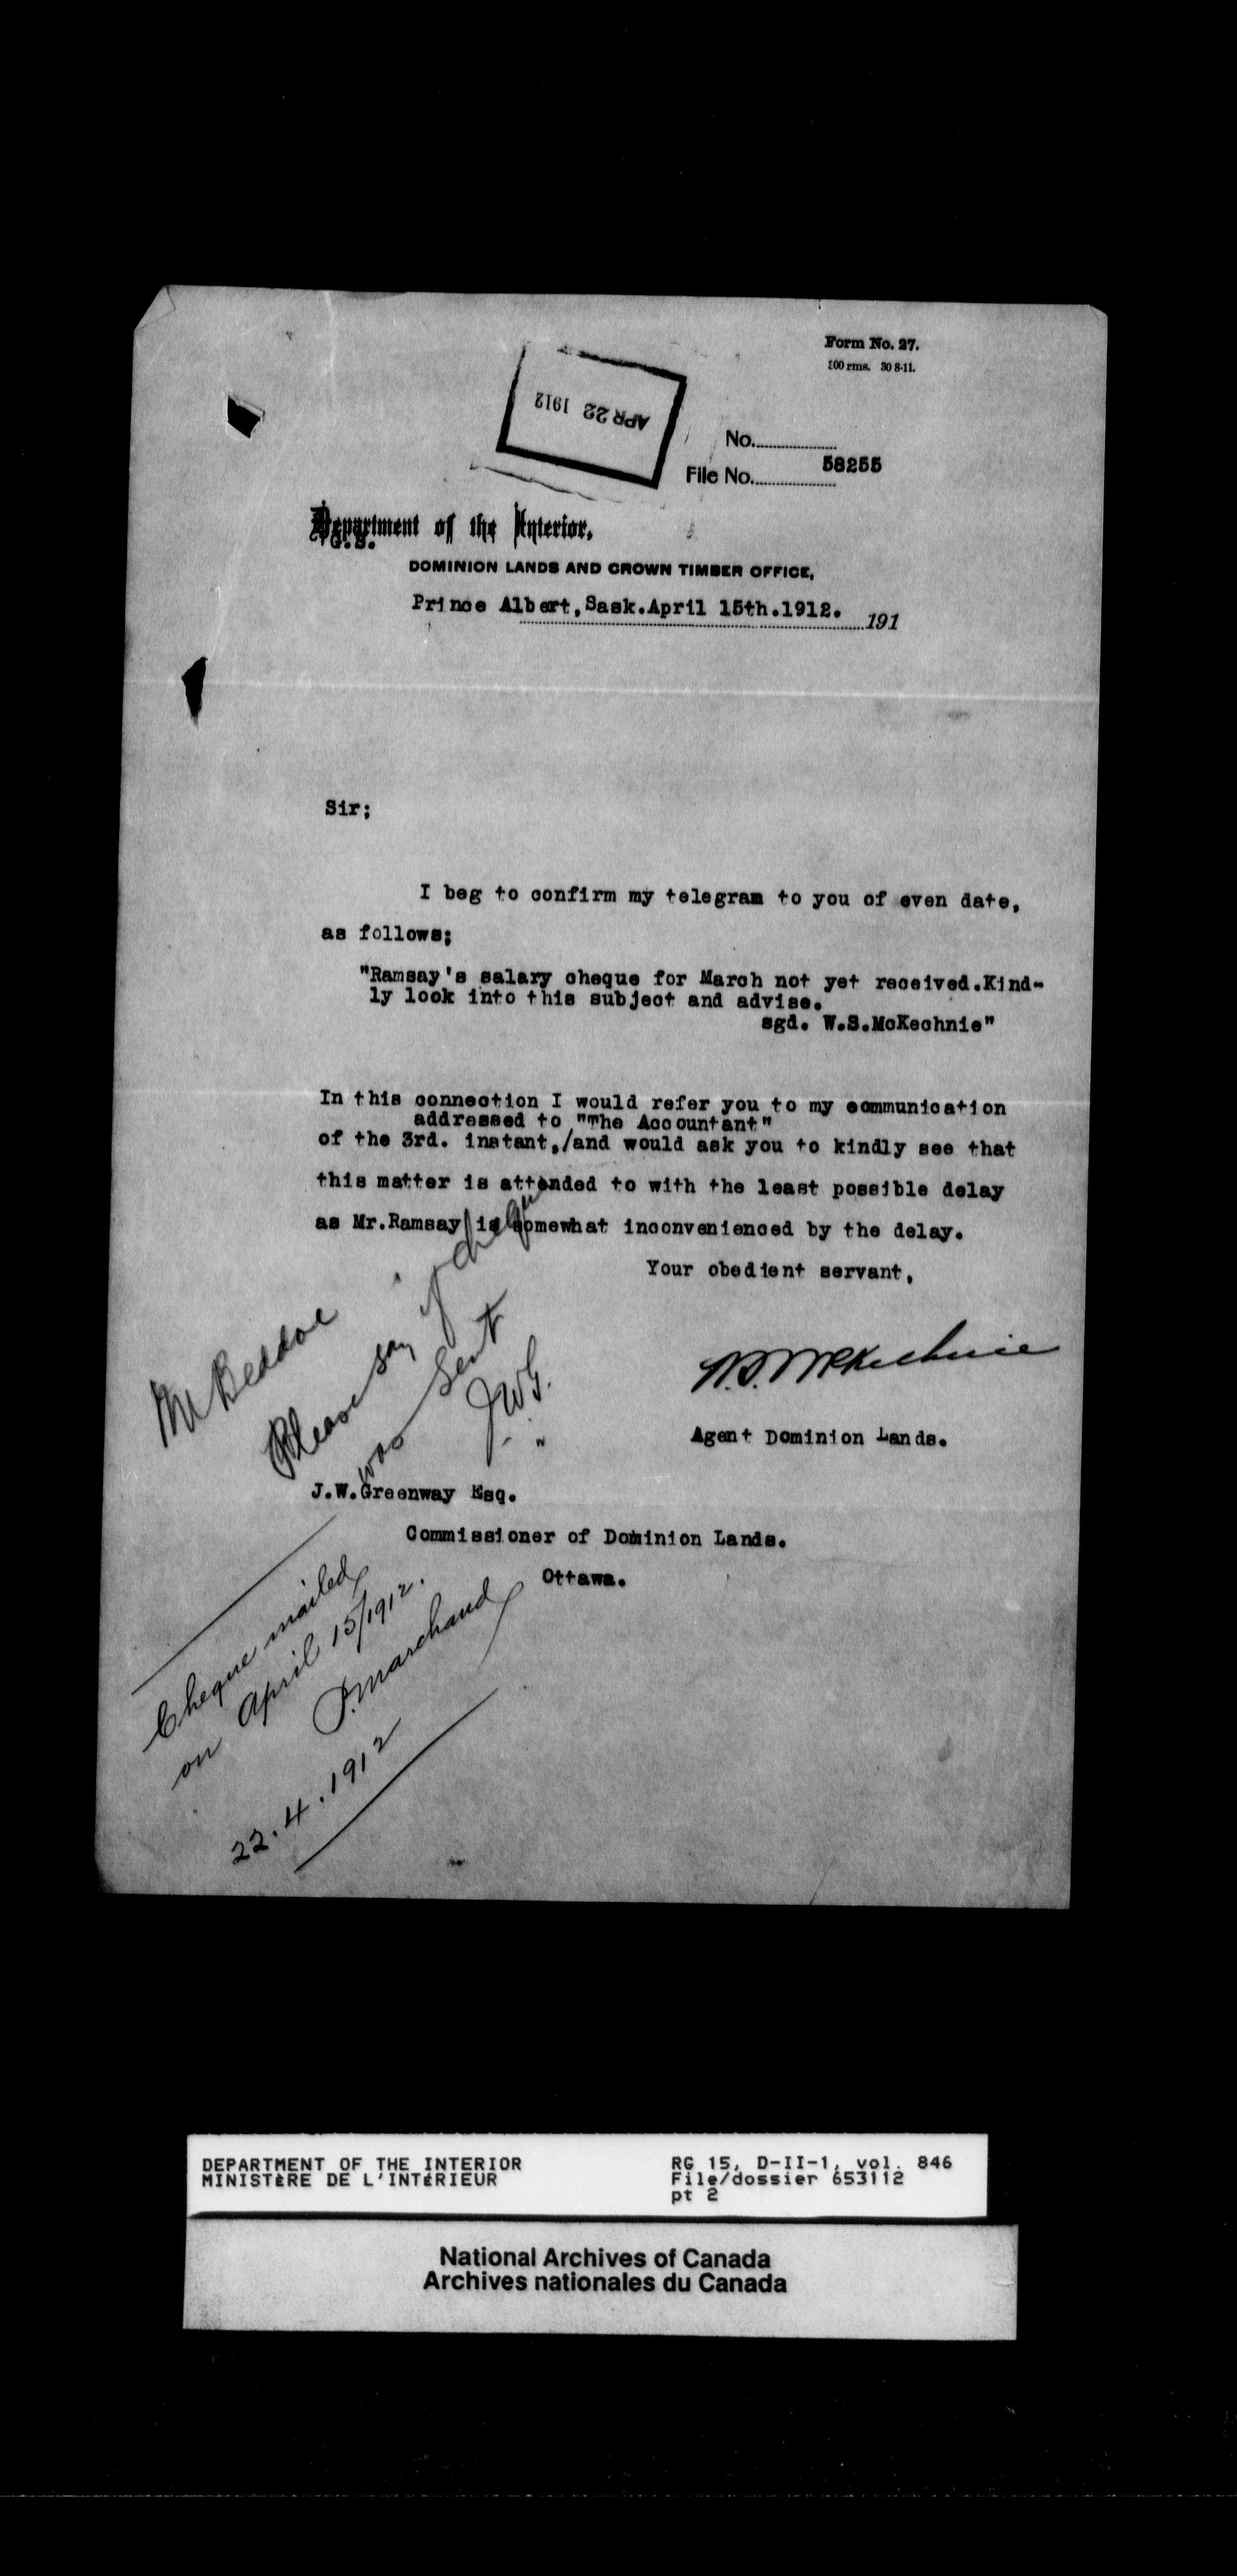 Form No. 27.
100 rms. 30 8-11.
APR 22 1912
No.
File No. 58255
Department of the Interior.
G.S.
DOMINION LANDS AND CROWN TIMBER OFFICE,
Prince Albert,Sask.April 15th.1912. 191
Sir;
I beg to confirm my telegram to you of even date,
as follows;
"Ramsay's salary cheque for March not yet received.Kind-
ly look into this subject and advise.
sgd. W.S.McKechnie"
In this connection I would refer you to my communication
addressed to "The Accountant"
of the 3rd. instant,/and would ask you to kindly see that
this matter is attended to with the least possible delay
as Mr.Ramsay is somewhat inconvenienced by the delay.
Your obedient servant,
W.S. McKechnie
Agent Dominion Lands.
Mr Beddoe
Please say if cheque
was sent
J.W.G.
J.W.Greenway Esq.
Commissioner of Dominion Lands.
Ottawa.
Cheque mailed
on April 15/1912.
P. Marchand
22.4.1912
DEPARTMENT OF THE INTERIOR
MINISTÈRE DE L'INTÉRIEUR
RG 15, D-II-1, vol. 846
File/dossier 653112
pt 2
National Archives of Canada
Archives nationales du Canada